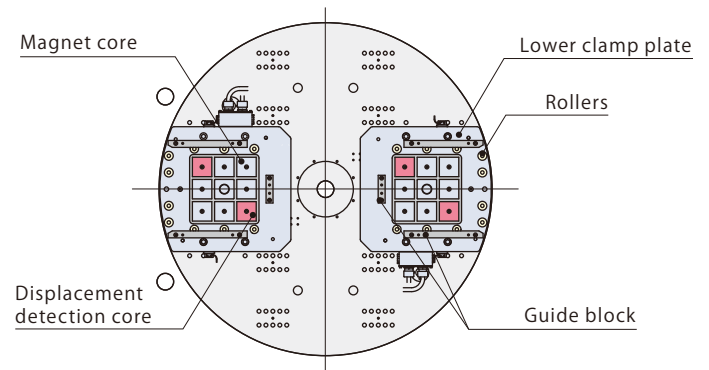 Magnet core
Lower clamp plate
Rollers
Displacement
detection core
Guide block